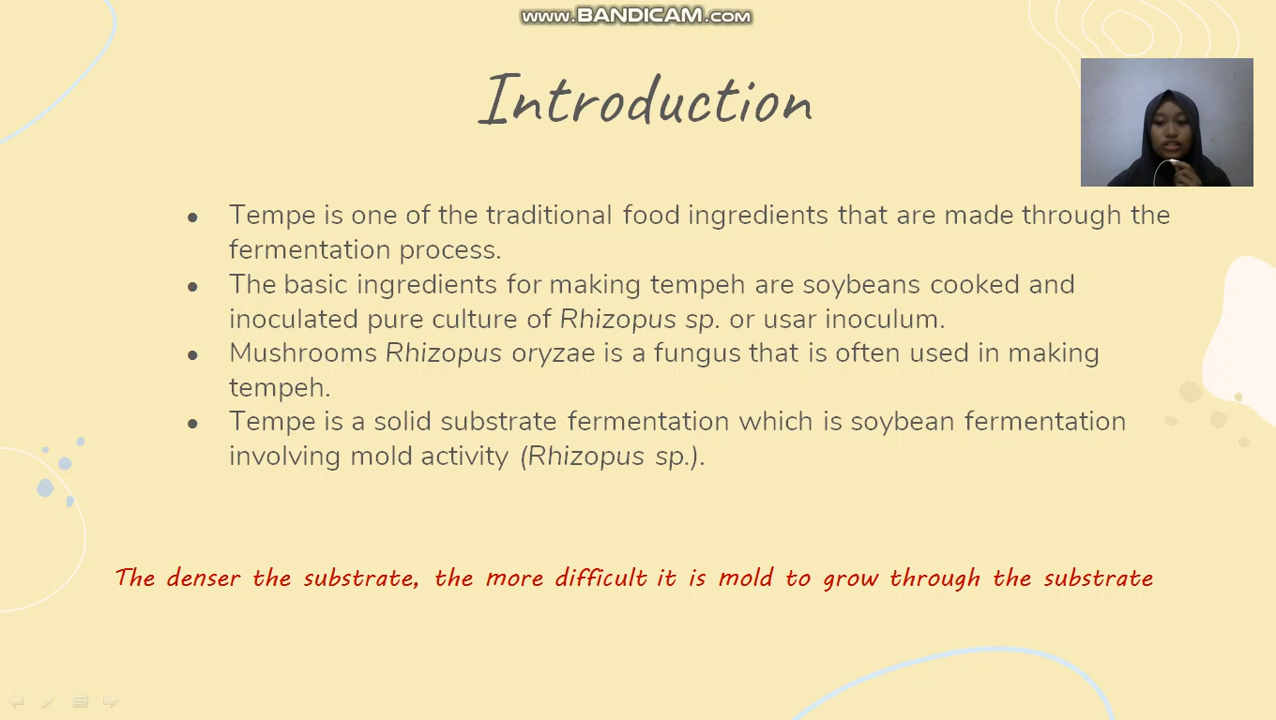 www.BANDICAM.com
Introduction
• Tempe is one of the traditional food ingredients that are made through the
fermentation process.
• The basic ingredients for making tempeh are soybeans cooked and
inoculated pure culture of Rhizopus sp. or usar inoculum.
• Mushrooms Rhizopus oryzae is a fungus that is often used in making
tempeh.
• Tempe is a solid substrate fermentation which is soybean fermentation
involving mold activity (Rhizopus sp.).
The denser the substrate, the more difficult it is mold to grow through the substrate